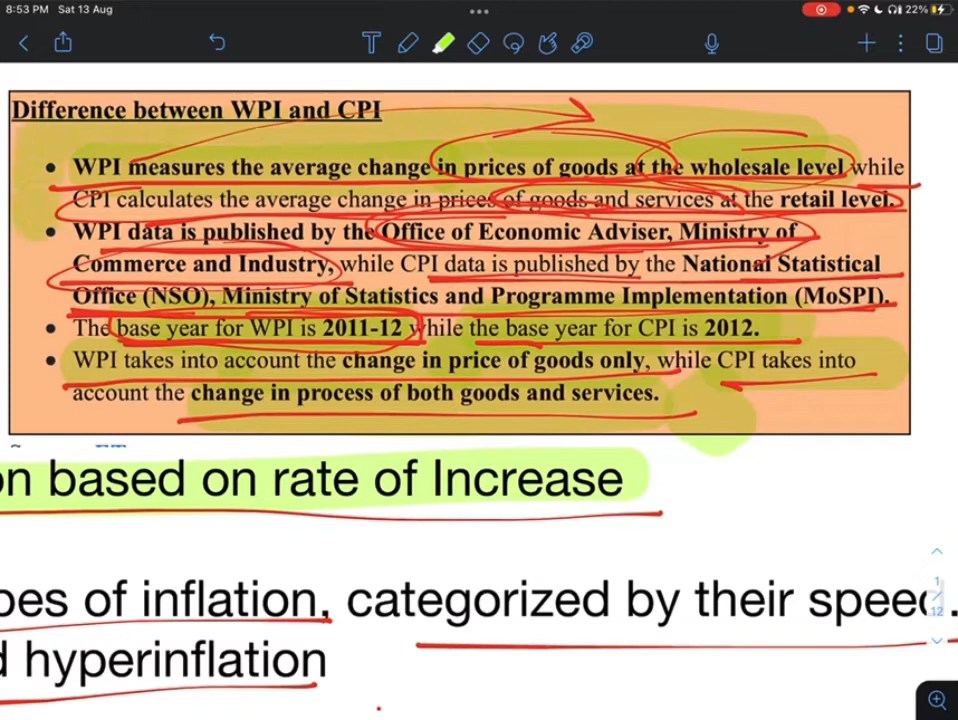 8:53 PM Sat 13 Aug
22%
Difference between WPI and CPI
• WPI measures the average change in prices of goods at the wholesale level while
CPI calculates the average change in prices of goods and services at the retail level.
• WPI data is published by the Office of Economic Adviser, Ministry of
Commerce and Industry, while CPI data is published by the National Statistical
Office (NSO), Ministry of Statistics and Programme Implementation (MoSPI).
• The base year for WPI is 2011-12 while the base year for CPI is 2012.
• WPI takes into account the change in price of goods only, while CPI takes into
account the change in process of both goods and services.
on based on rate of Increase
pes of inflation, categorized by their speed.
d hyperinflation
1
12